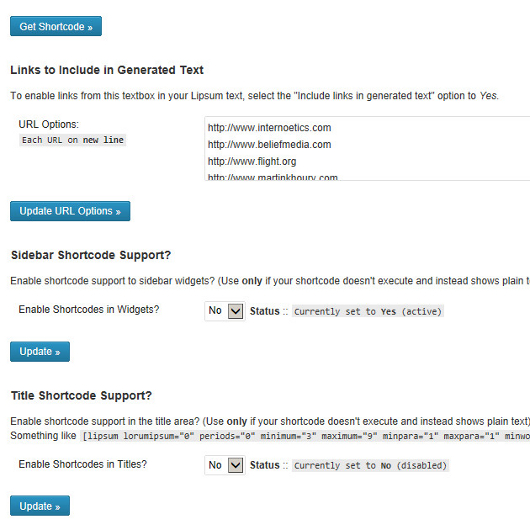 Get Shortcode »
Links to Include in Generated Text
To enable links from this textbox in your Lipsum text, select the "Include links in generated text" option to Yes.
URL Options:
Each URL on new line
http://www.internoetics.com
http://www.beliefmedia.com
http://www.flight.org
http://www.martinkhoury.com
Update URL Options »
Sidebar Shortcode Support?
Enable shortcode support to sidebar widgets? (Use only if your shortcode doesn't execute and instead shows plain t
Enable Shortcodes in Widgets? No Status :: Currently set to Yes (active)
Update »
Title Shortcode Support?
Enable shortcode support in the title area? (Use only if your shortcode doesn't execute and instead shows plain text)
Something like [lipsum lorumipsum="0" periods="0" minimum="3" maximum="9" minpara="1" maxpara="1" minwo
Enable Shortcodes in Titles? No Status :: Currently set to No (disabled)
Update »